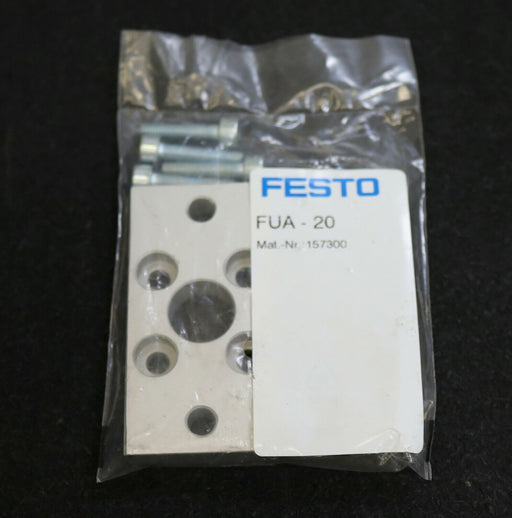 FESTO
FUA - 20
Mat.-Nr. 157300